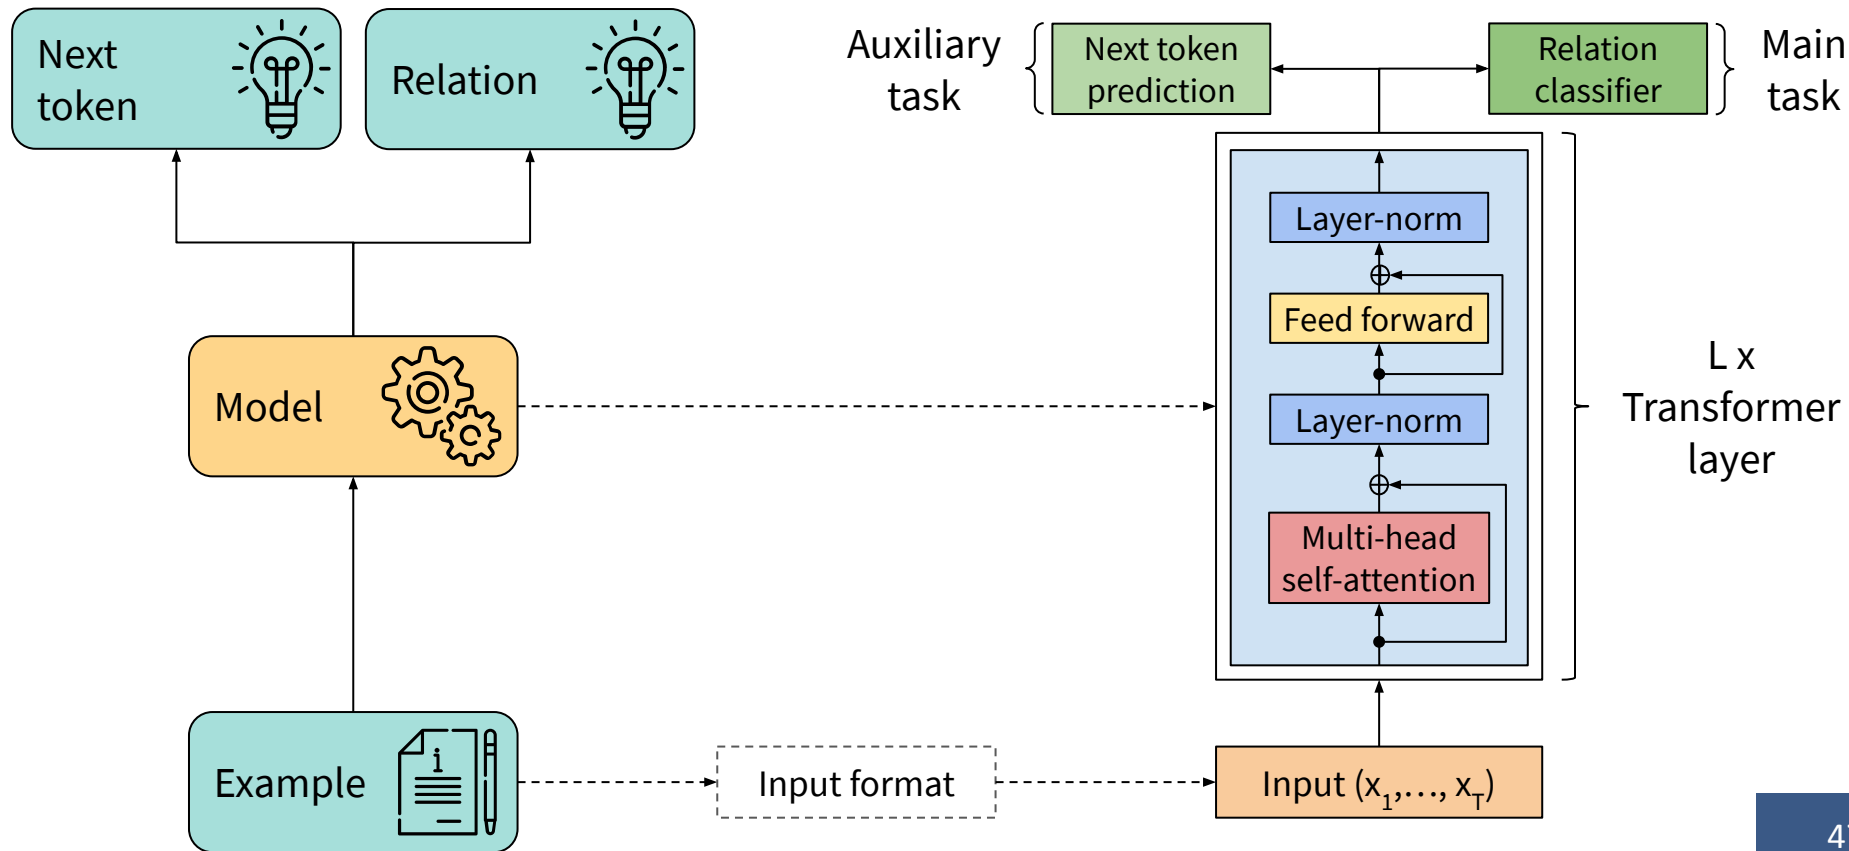 Next
token
Relation
Auxiliary
task
Next token
prediction
Relation
classifier
Main
task
Layer-norm
Feed forward
Layer-norm
Multi-head
self-attention
L x
Transformer
layer
Model
Example
i
Input format
Input (x₁,…, x_T)